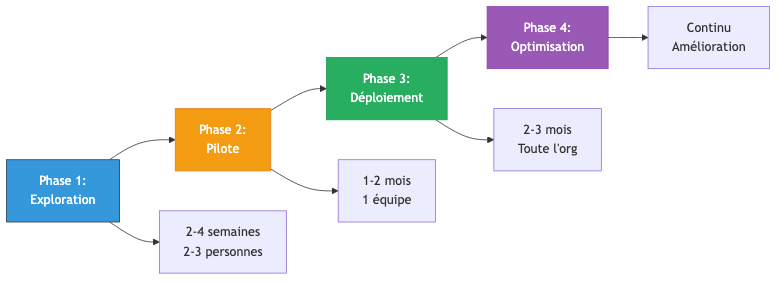 Phase 1:
Exploration
2-4 semaines
2-3 personnes
Phase 2:
Pilote
1-2 mois
1 équipe
Phase 3:
Déploiement
2-3 mois
Toute l'org
Phase 4:
Optimisation
Continu
Amélioration